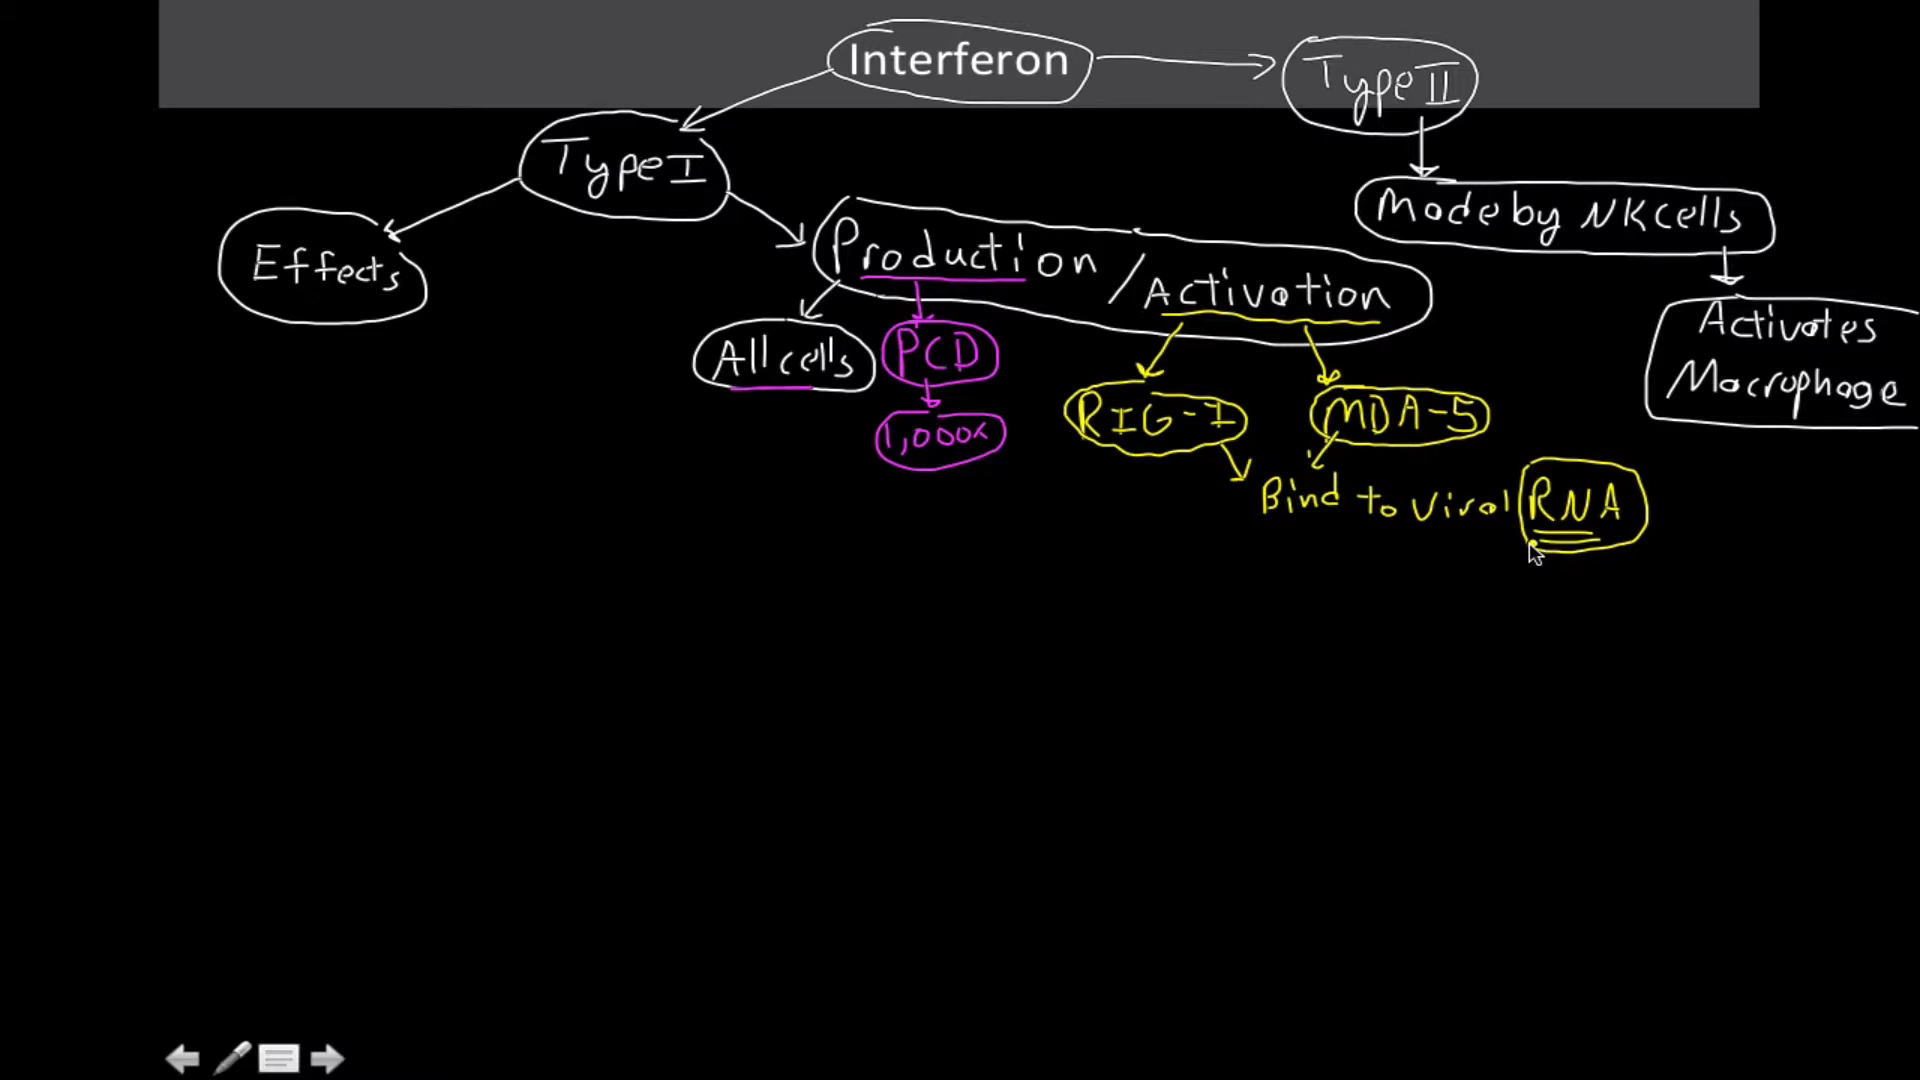 Interferon
Type II
Type I
Made by NK cells
Effects
Production / Activation
Activates
Macrophage
All cells
PCD
RIG-I
MDA-5
1,000x
Bind to Viral RNA